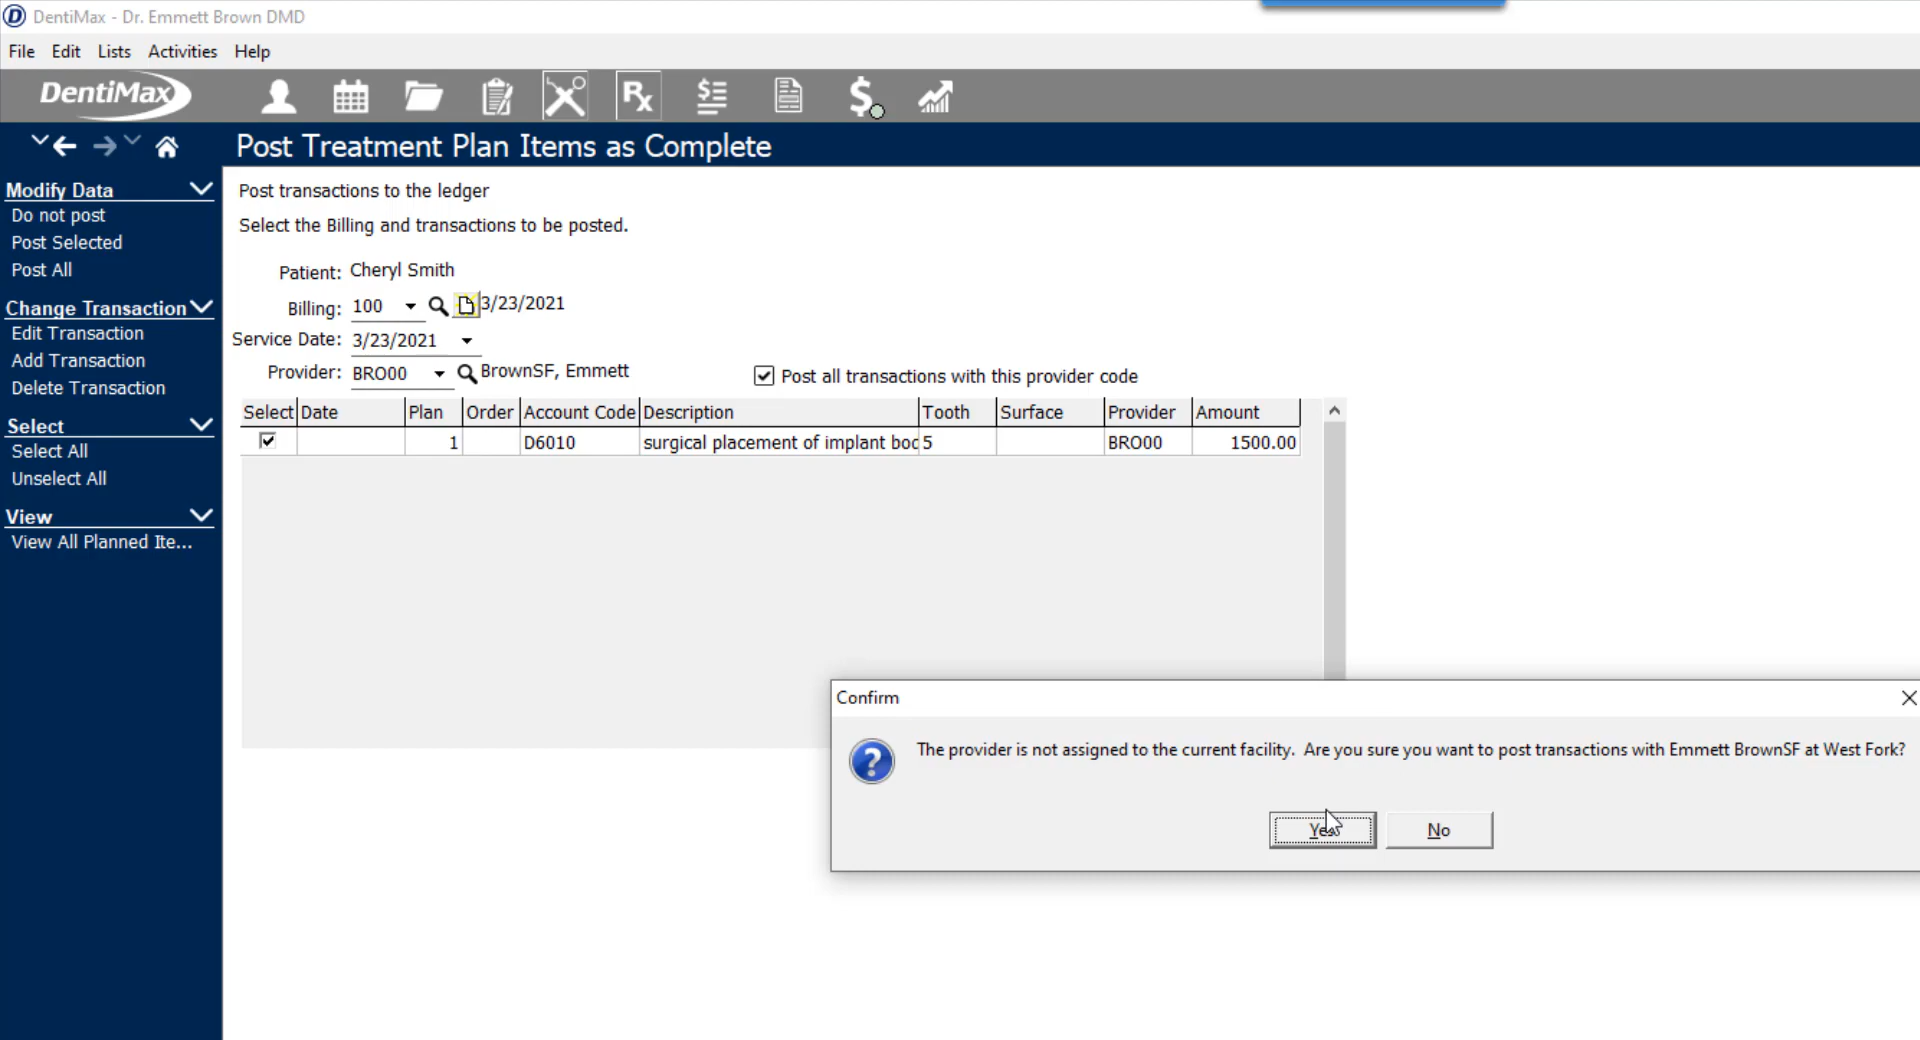 DentiMax - Dr. Emmett Brown DMD
File Edit Lists Activities Help
DentiMax Rx
Post Treatment Plan Items as Complete
Modify Data
Do not post
Post Selected
Post All
Change Transaction
Edit Transaction
Add Transaction
Delete Transaction
Select
Select All
Unselect All
View
View All Planned Ite...
Post transactions to the ledger
Select the Billing and transactions to be posted.
Patient: Cheryl Smith
Billing: 100 3/23/2021
Service Date: 3/23/2021
Provider: BRO00 BrownSF, Emmett Post all transactions with this provider code
Select Date Plan Order Account Code Description Tooth Surface Provider Amount
1 D6010 surgical placement of implant boc 5 BRO00 1500.00
Confirm
The provider is not assigned to the current facility. Are you sure you want to post transactions with Emmett BrownSF at West Fork?
Yes No